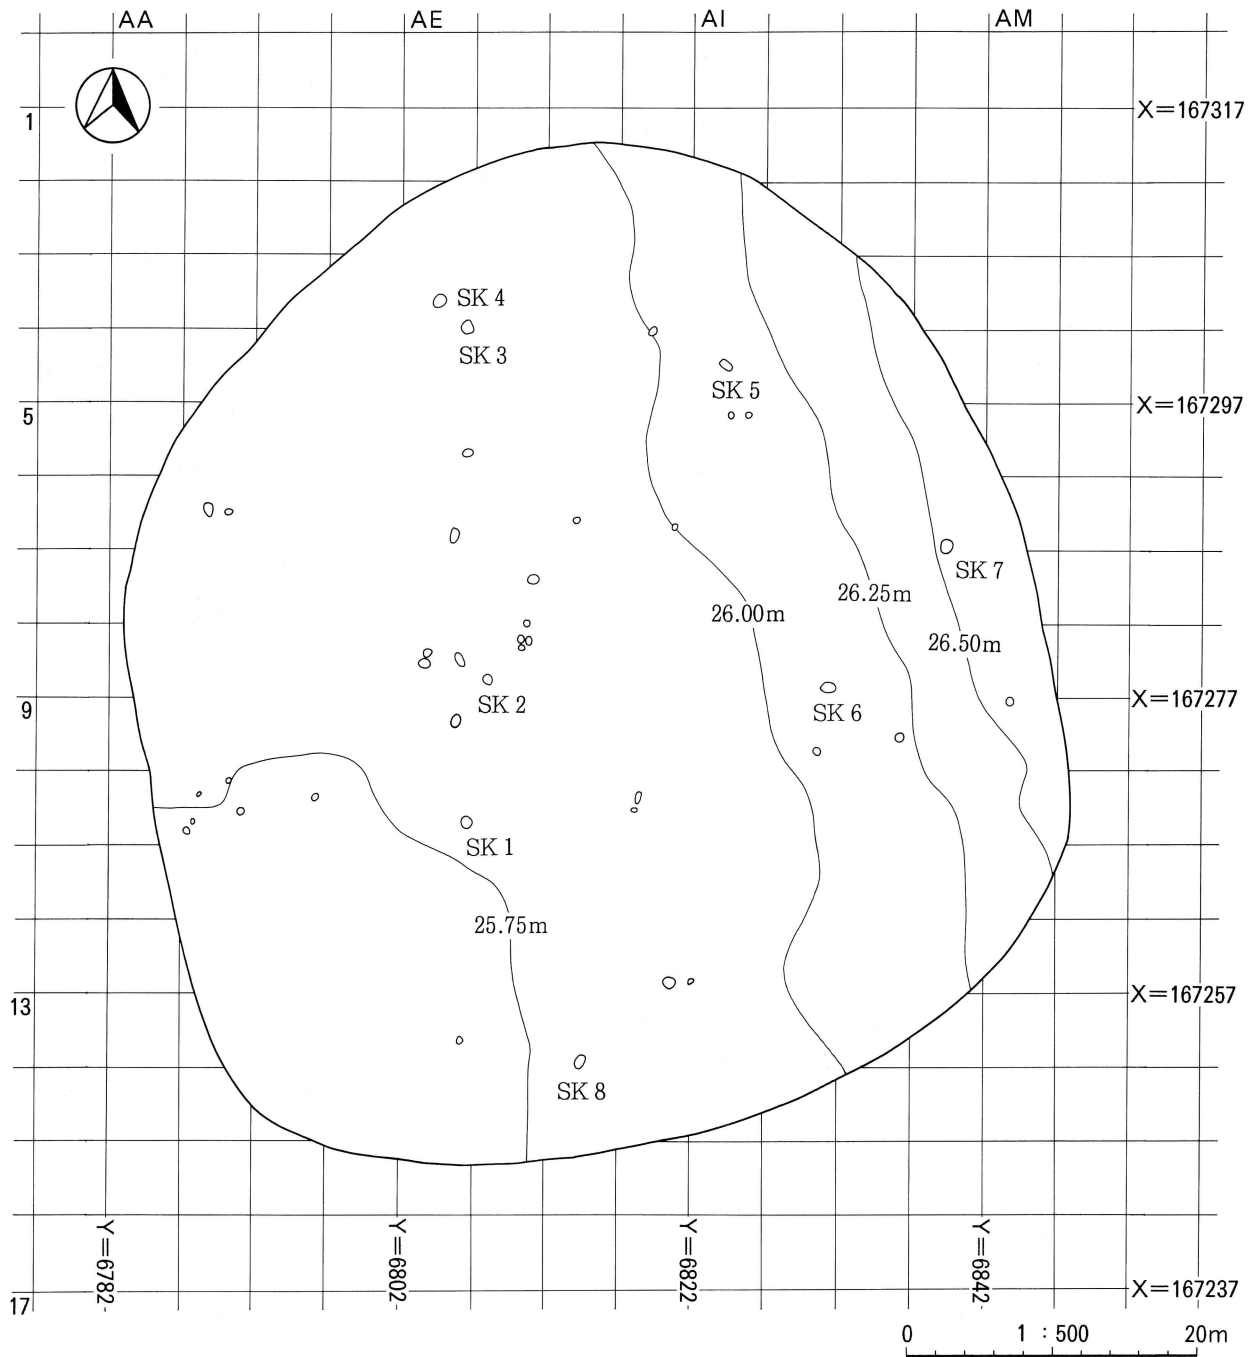 AA AE AI AM
1 X=167317
SK 4
SK 3
SK 5
5 X=167297
SK 7
26.25m
26.00m
26.50m
SK 2
SK 6
9 X=167277
SK 1
25.75m
13 X=167257
SK 8
Y=6782 Y=6802 Y=6822 Y=6842
17 X=167237
0 1 : 500 20m